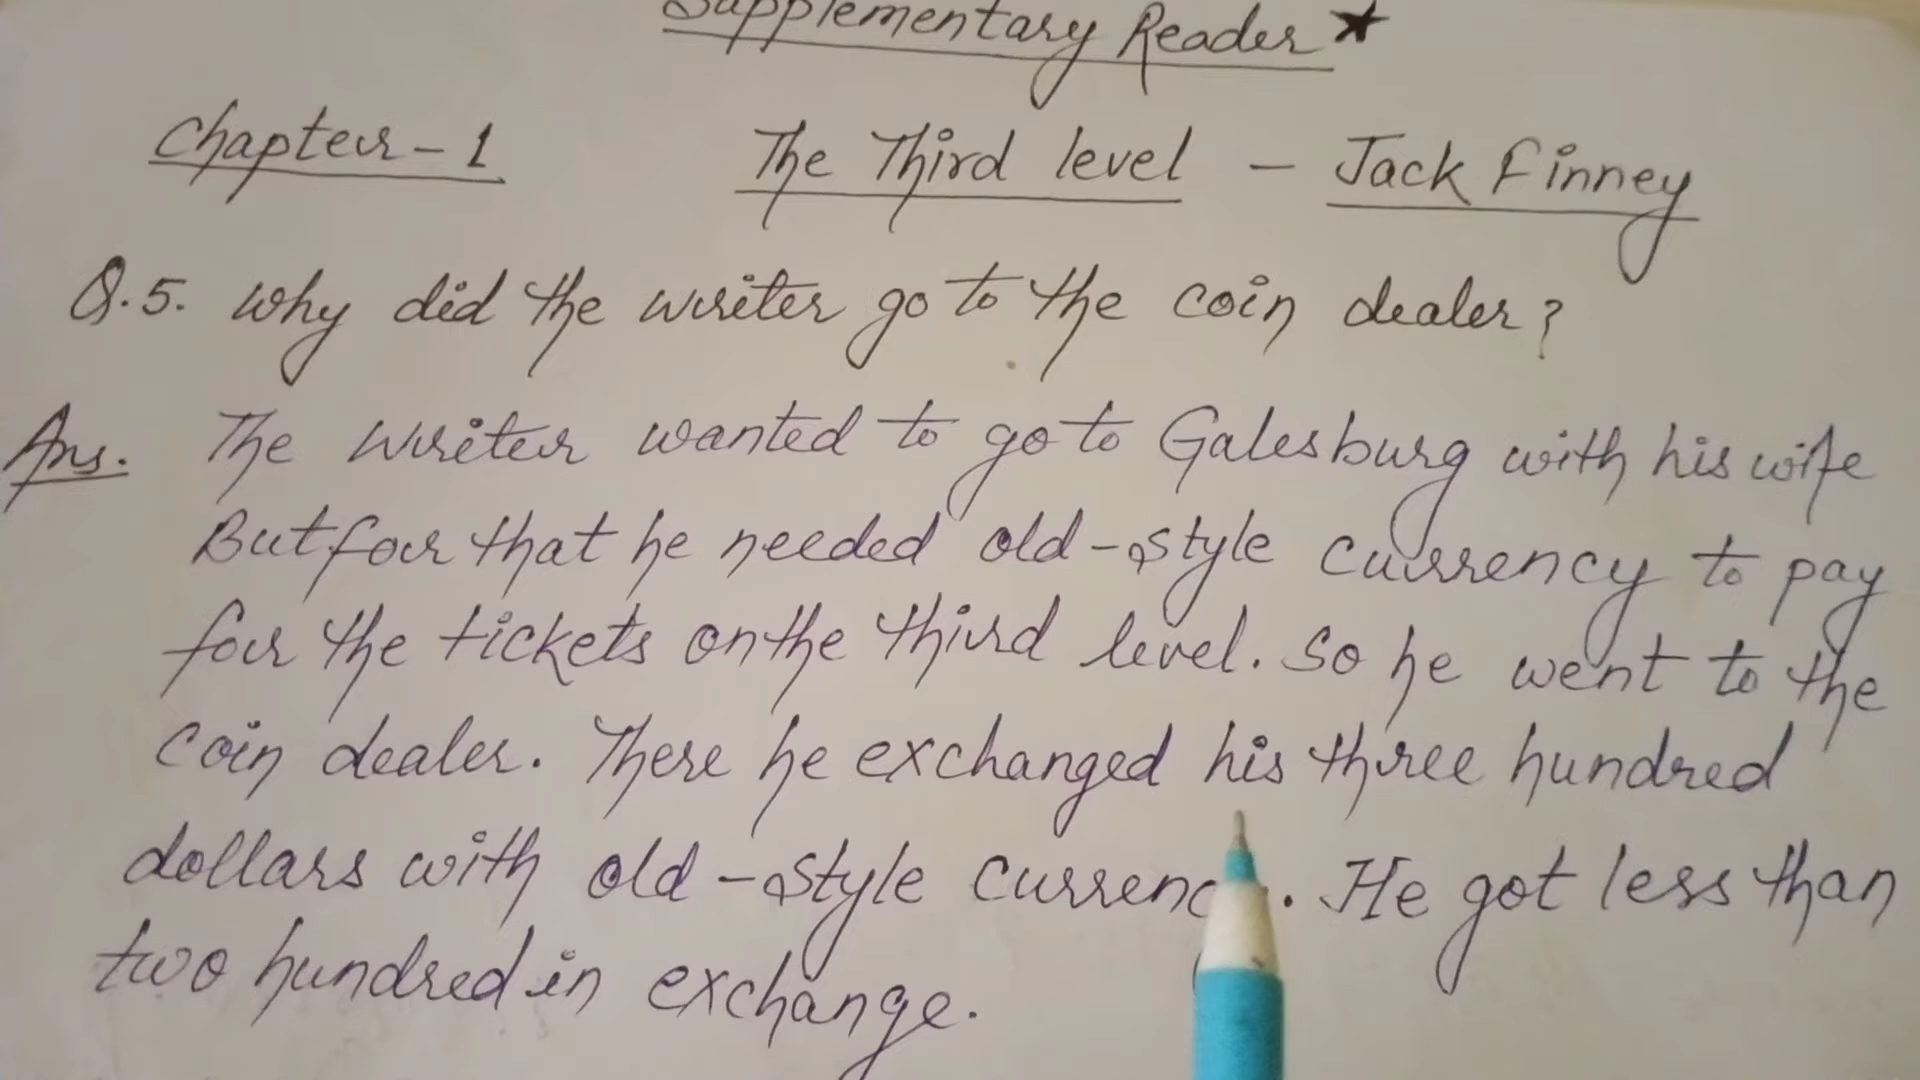 Supplementary Reader ★
Chapter - 1 The Third level - Jack Finney
Q.5. Why did the writer go to the coin dealer?
Ans. The writer wanted to go to Galesburg with his wife
But for that he needed old-style currency to pay
for the tickets on the third level. So he went to the
coin dealer. There he exchanged his three hundred
dollars with old-style currenc. He got less than
two hundred in exchange.